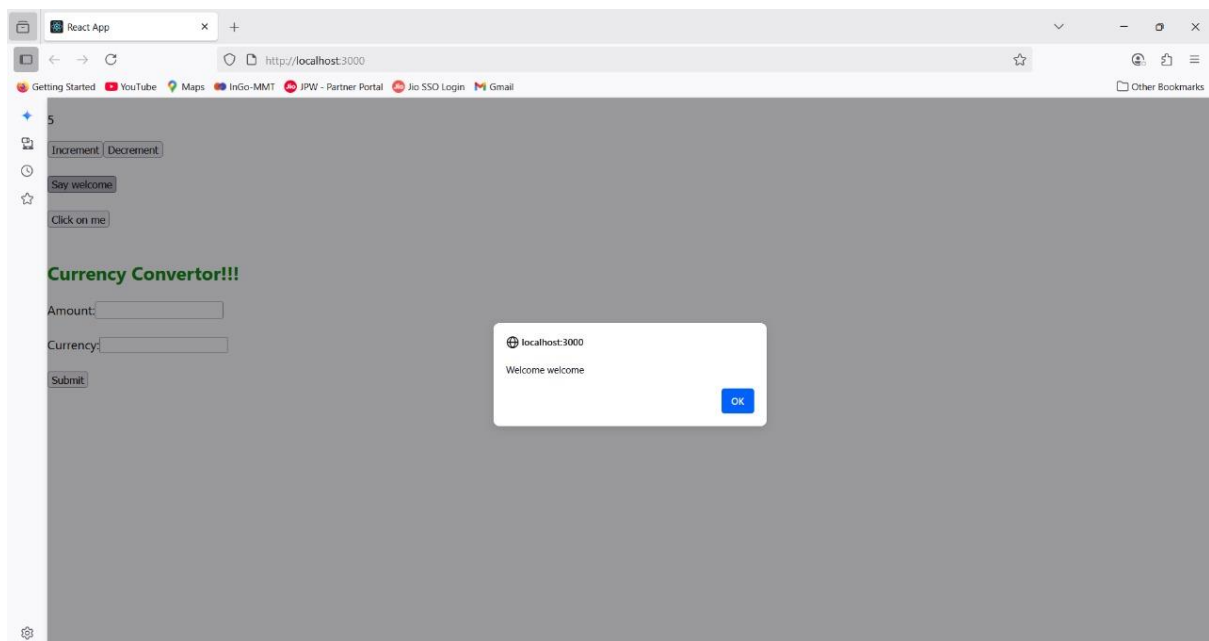 React App
http://localhost:3000
Getting Started YouTube Maps InGo-MMT JPW - Partner Portal Jio SSO Login Gmail Other Bookmarks
5
Increment Decrement
Say welcome
Click on me
Currency Convertor!!!
Amount:
Currency:
Submit
localhost:3000
Welcome welcome
OK